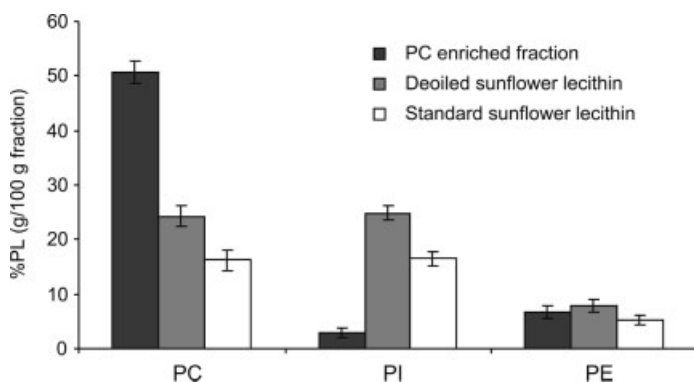 60
50
40
30
20
10
0
%PL (g/100 g fraction)
PC enriched fraction
Deoiled sunflower lecithin
Standard sunflower lecithin
PC PI PE